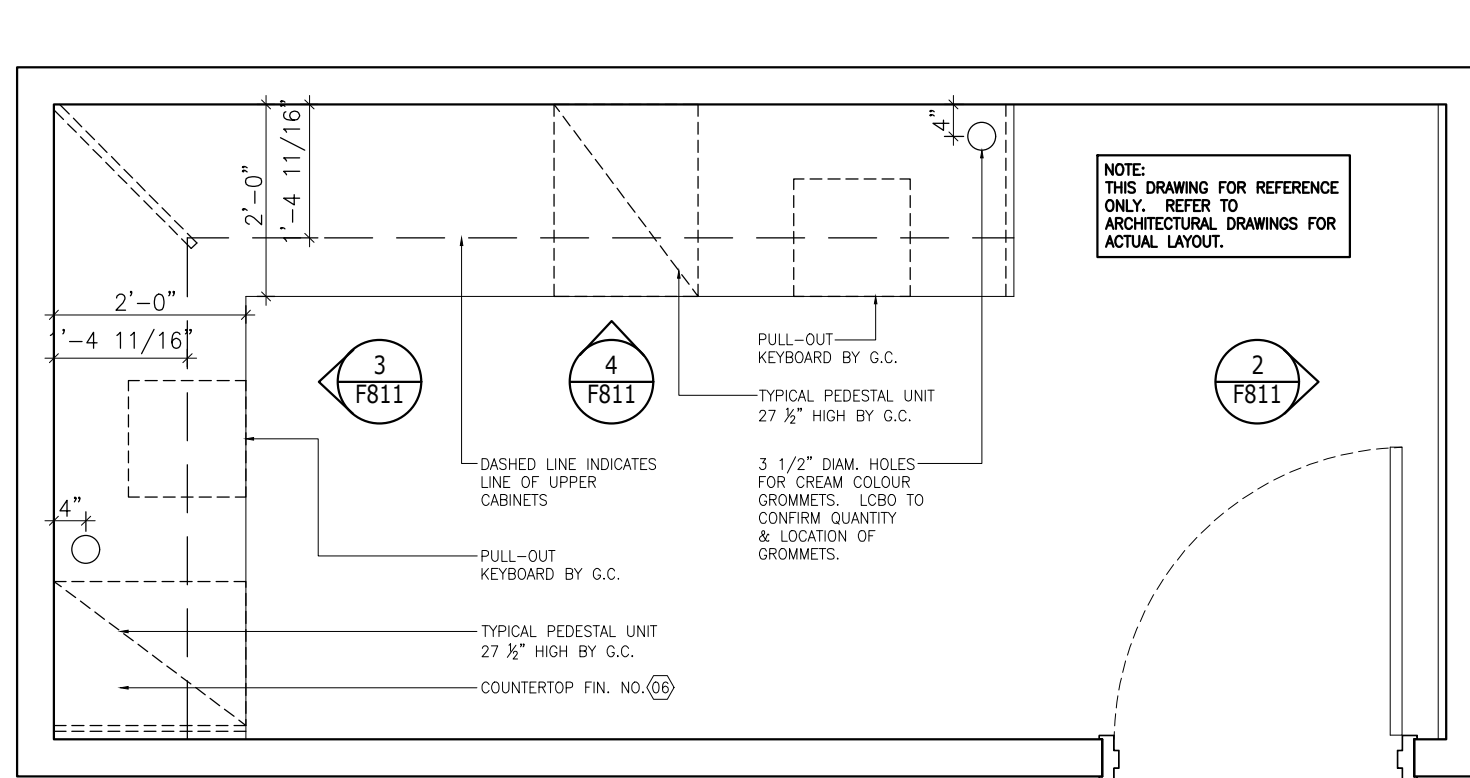 4"
2'-0"
1'-4 11/16"
NOTE:
THIS DRAWING FOR REFERENCE
ONLY. REFER TO
ARCHITECTURAL DRAWINGS FOR
ACTUAL LAYOUT.
2'-0"
1'-4 11/16"
3
F811
4
F811
2
F811
PULL-OUT
KEYBOARD BY G.C.
TYPICAL PEDESTAL UNIT
27 ½" HIGH BY G.C.
DASHED LINE INDICATES
LINE OF UPPER
CABINETS
3 1/2" DIAM. HOLES
FOR CREAM COLOUR
GROMMETS. LCBO TO
CONFIRM QUANTITY
& LOCATION OF
GROMMETS.
4"
PULL-OUT
KEYBOARD BY G.C.
TYPICAL PEDESTAL UNIT
27 ½" HIGH BY G.C.
COUNTERTOP FIN. NO. 06